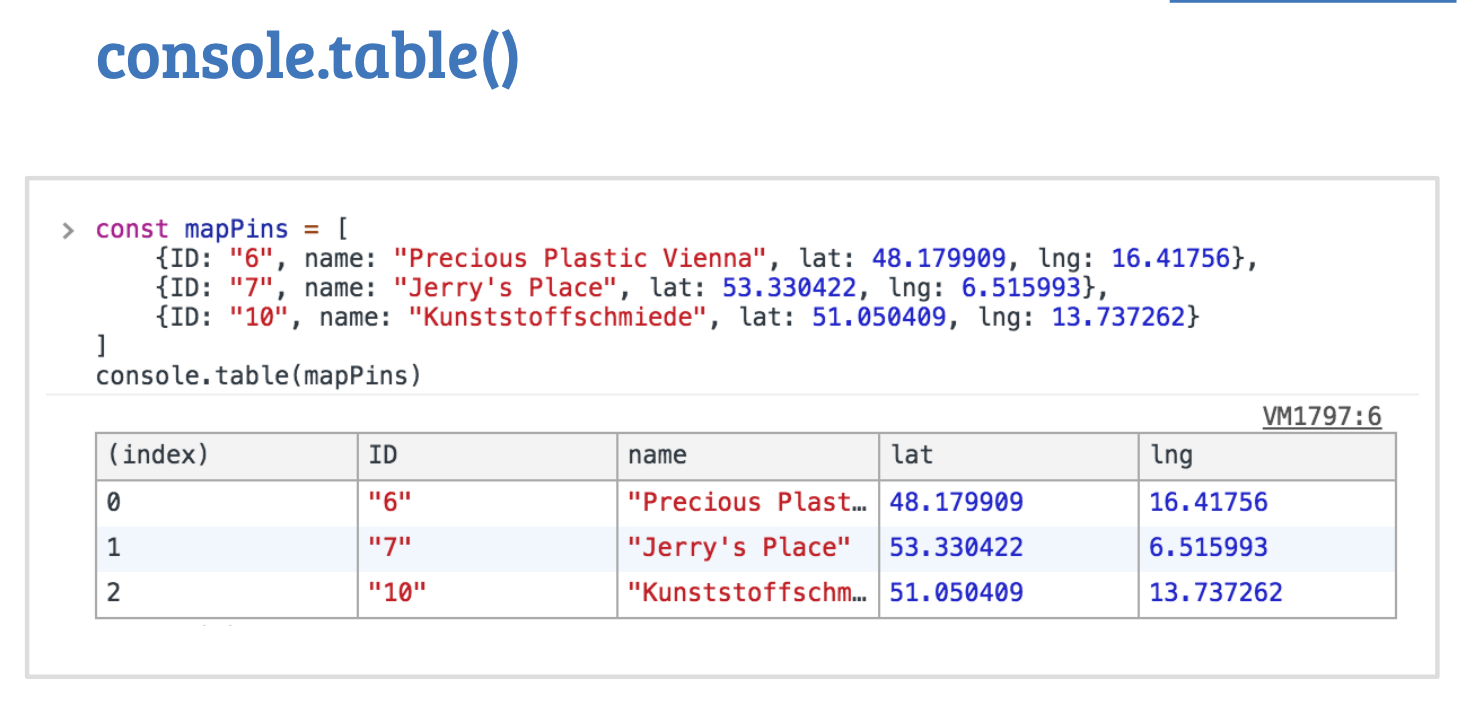 console.table()
> const mapPins = [
{ID: "6", name: "Precious Plastic Vienna", lat: 48.179909, lng: 16.41756},
{ID: "7", name: "Jerry's Place", lat: 53.330422, lng: 6.515993},
{ID: "10", name: "Kunststoffschmiede", lat: 51.050409, lng: 13.737262}
]
console.table(mapPins)
VM1797:6
(index) ID name lat lng
0 "6" "Precious Plast… 48.179909 16.41756
1 "7" "Jerry's Place" 53.330422 6.515993
2 "10" "Kunststoffschm… 51.050409 13.737262